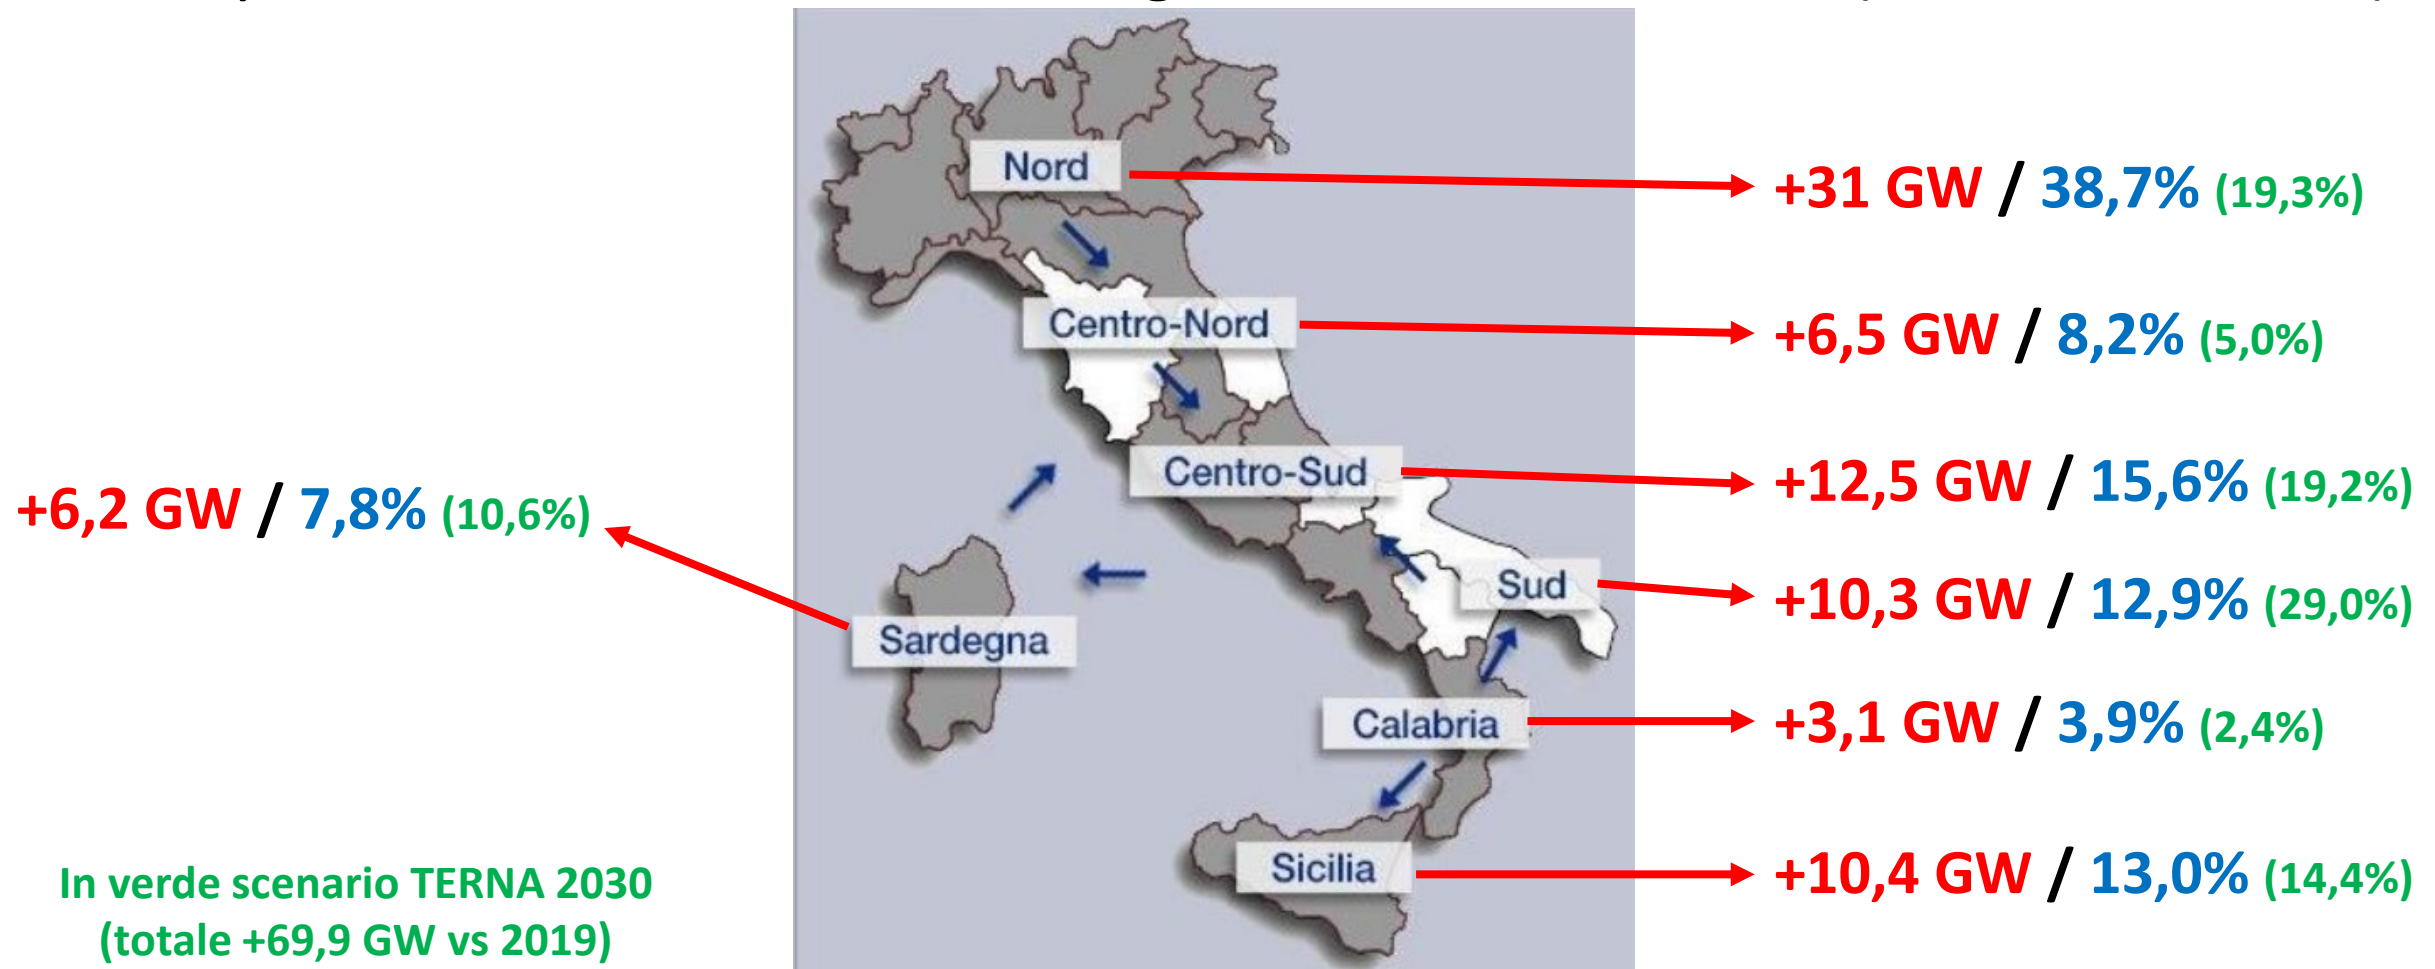 Nord
+31 GW / 38,7% (19,3%)
Centro-Nord
+6,5 GW / 8,2% (5,0%)
Centro-Sud
+12,5 GW / 15,6% (19,2%)
+6,2 GW / 7,8% (10,6%)
Sud
+10,3 GW / 12,9% (29,0%)
Sardegna
Calabria
+3,1 GW / 3,9% (2,4%)
Sicilia
+10,4 GW / 13,0% (14,4%)
In verde scenario TERNA 2030
(totale +69,9 GW vs 2019)